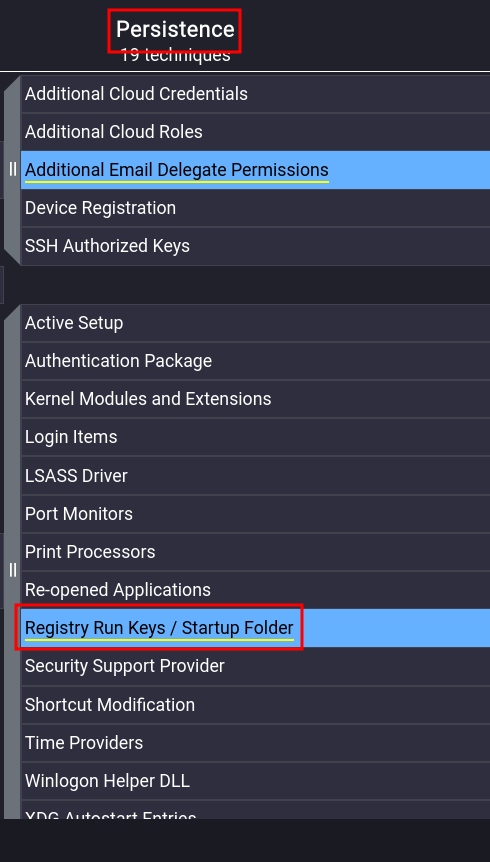 Persistence
19 techniques
Additional Cloud Credentials
Additional Cloud Roles
Additional Email Delegate Permissions
Device Registration
SSH Authorized Keys
Active Setup
Authentication Package
Kernel Modules and Extensions
Login Items
LSASS Driver
Port Monitors
Print Processors
Re-opened Applications
Registry Run Keys / Startup Folder
Security Support Provider
Shortcut Modification
Time Providers
Winlogon Helper DLL
XDG Autostart Entries